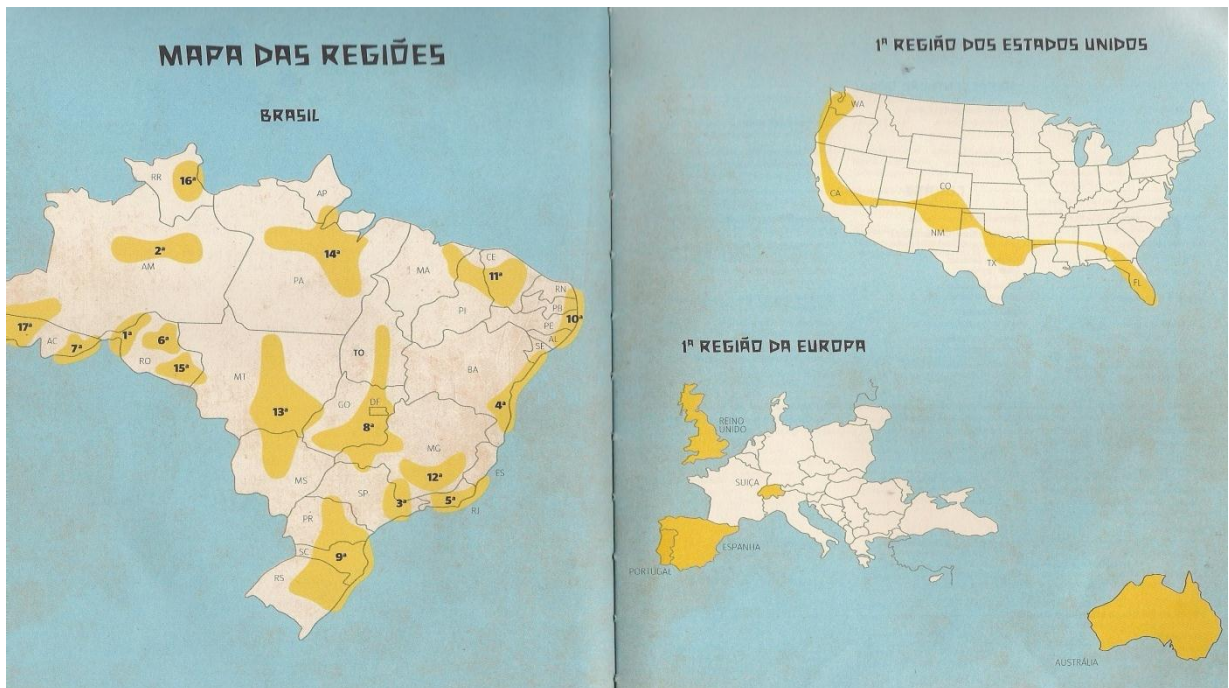 MAPA DAS REGIÕES
BRASIL
RR
16ª
AP
2ª
AM
14ª
PA
MA
CE
11ª
RN
PB
10ª
PE
AL
SE
PI
17ª
AC
7ª
1ª
6ª
RO
15ª
TO
BA
MT
13ª
GO
DF
8ª
4ª
MG
12ª
ES
MS
SP
3ª
5ª
RJ
PR
SC
9ª
RS
1ª REGIÃO DOS ESTADOS UNIDOS
WA
CA
CO
NM
TX
FL
1ª REGIÃO DA EUROPA
REINO
UNIDO
SUIÇA
ESPANHA
PORTUGAL
AUSTRÁLIA